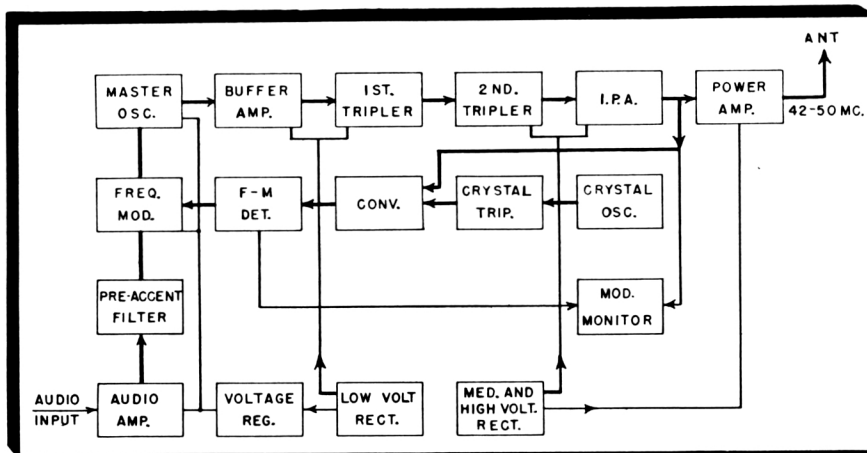 ANT
MASTER
OSC.
BUFFER
AMP.
1ST.
TRIPLER
2ND.
TRIPLER
I.P.A.
POWER
AMP.
42-50 MC.
FREQ.
MOD.
F-M
DET.
CONV.
CRYSTAL
TRIP.
CRYSTAL
OSC.
PRE-ACCENT
FILTER
MOD.
MONITOR
AUDIO
INPUT
AUDIO
AMP.
VOLTAGE
REG.
LOW VOLT
RECT.
MED. AND
HIGH VOLT.
RECT.